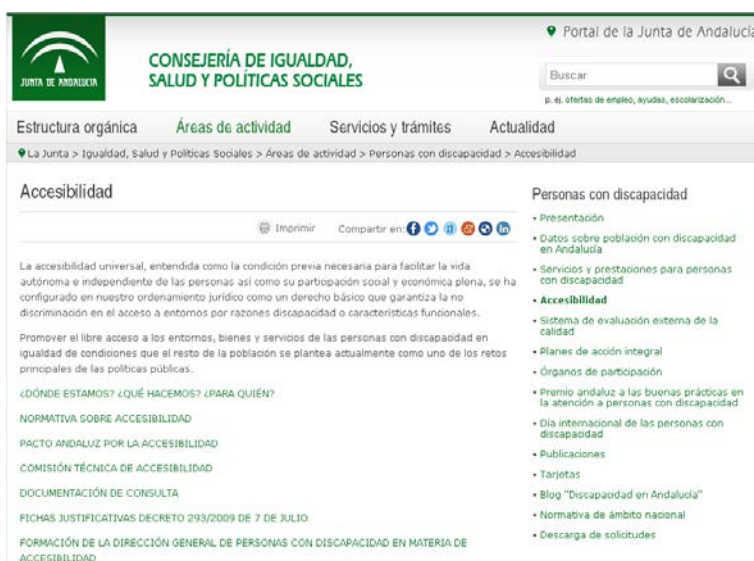 Portal de la Junta de Andalucía
JUNTA DE ANDALUCIA
CONSEJERÍA DE IGUALDAD,
SALUD Y POLÍTICAS SOCIALES
Buscar
p. ej. ofertas de empleo, ayudas, escolarización...
Estructura orgánica Áreas de actividad Servicios y trámites Actualidad
La Junta > Igualdad, Salud y Políticas Sociales > Áreas de actividad > Personas con discapacidad > Accesibilidad
Accesibilidad
Imprimir Compartir en:
La accesibilidad universal, entendida como la condición previa necesaria para facilitar la vida
autónoma e independiente de las personas así como su participación social y económica plena, se ha
configurado en nuestro ordenamiento jurídico como un derecho básico que garantiza la no
discriminación en el acceso a entornos por razones discapacidad o características funcionales.
Promover el libre acceso a los entornos, bienes y servicios de las personas con discapacidad en
igualdad de condiciones que el resto de la población se plantea actualmente como uno de los retos
principales de las políticas públicas.
¿DÓNDE ESTAMOS? ¿QUÉ HACEMOS? ¿PARA QUIÉN?
NORMATIVA SOBRE ACCESIBILIDAD
PACTO ANDALUZ POR LA ACCESIBILIDAD
COMISIÓN TÉCNICA DE ACCESIBILIDAD
DOCUMENTACIÓN DE CONSULTA
FICHAS JUSTIFICATIVAS DECRETO 293/2009 DE 7 DE JULIO
FORMACIÓN DE LA DIRECCIÓN GENERAL DE PERSONAS CON DISCAPACIDAD EN MATERIA DE
ACCESIBILIDAD
Personas con discapacidad
• Presentación
• Datos sobre población con discapacidad
en Andalucía
• Servicios y prestaciones para personas
con discapacidad
• Accesibilidad
• Sistema de evaluación externa de la
calidad
• Planes de acción integral
• Órganos de participación
• Premio andaluz a las buenas prácticas en
la atención a personas con discapacidad
• Día internacional de las personas con
discapacidad
• Publicaciones
• Tarjetas
• Blog "Discapacidad en Andalucía"
• Normativa de ámbito nacional
• Descarga de solicitudes